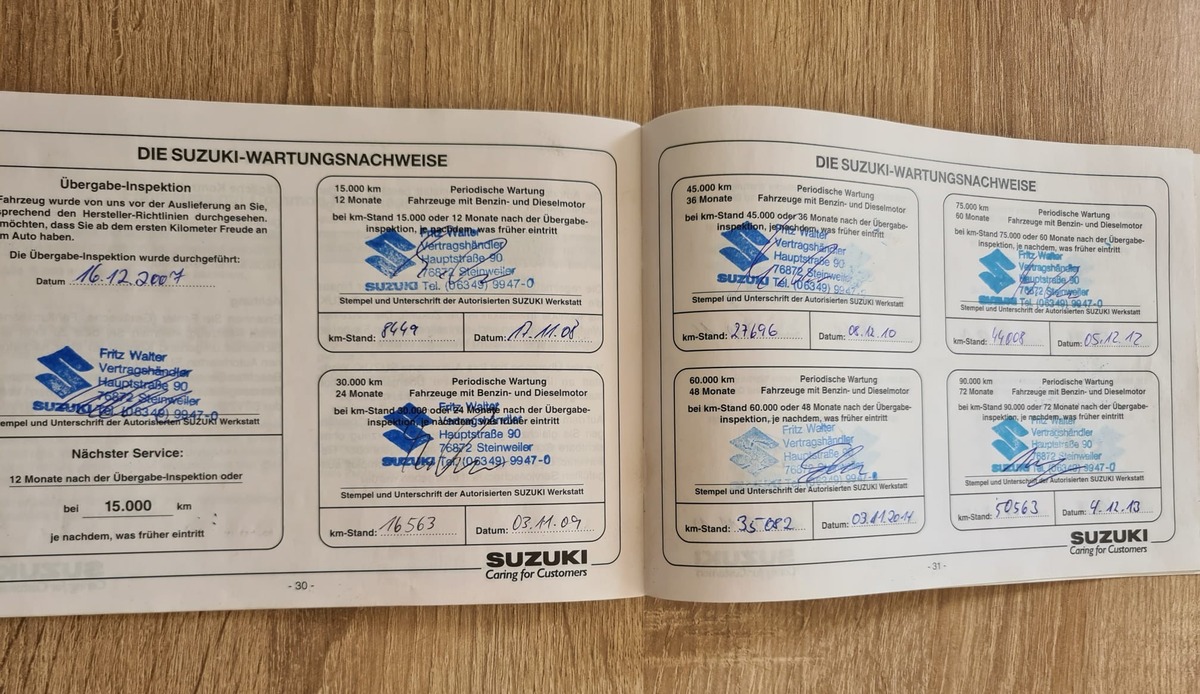 DIE SUZUKI-WARTUNGSNACHWEISE
Übergabe-Inspektion
Fahrzeug wurde von uns vor der Auslieferung an Sie,
sprechend den Hersteller-Richtlinien durchgesehen.
möchten, dass Sie ab dem ersten Kilometer Freude an
m Auto haben.
Die Übergabe-Inspektion wurde durchgeführt:
Datum 16.12.2007
Fritz Walter
Vertragshändler
Hauptstraße 90
76872 Steinweiler
SUZUKI Tel. (06349) 9947-0
empel und Unterschrift der Autorisierten SUZUKI Werkstatt
Nächster Service:
12 Monate nach der Übergabe-Inspektion oder
bei 15.000 km
je nachdem, was früher eintritt
15.000 km Periodische Wartung
12 Monate Fahrzeuge mit Benzin- und Dieselmotor
bei km-Stand 15.000 oder 12 Monate nach der Übergabe-
inspektion, je nachdem, was früher eintritt
Fritz Walter
Vertragshändler
Hauptstraße 90
76872 Steinweiler
SUZUKI Tel. (06349) 9947-0
Stempel und Unterschrift der Autorisierten SUZUKI Werkstatt
km-Stand: 8449 Datum: 17.11.08
30.000 km Periodische Wartung
24 Monate Fahrzeuge mit Benzin- und Dieselmotor
bei km-Stand 30.000 oder 24 Monate nach der Übergabe-
inspektion, je nachdem, was früher eintritt
Fritz Walter
Vertragshändler
Hauptstraße 90
76872 Steinweiler
SUZUKI Tel. (06349) 9947-0
Stempel und Unterschrift der Autorisierten SUZUKI Werkstatt
km-Stand: 16563 Datum: 03.11.09
SUZUKI
Caring for Customers
- 30 -
DIE SUZUKI-WARTUNGSNACHWEISE
45.000 km Periodische Wartung
36 Monate Fahrzeuge mit Benzin- und Dieselmotor
bei km-Stand 45.000 oder 36 Monate nach der Übergabe-
inspektion, je nachdem, was früher eintritt
Fritz Walter
Vertragshändler
Hauptstraße 90
76872 Steinweiler
SUZUKI Tel. (06349) 99
Stempel und Unterschrift der Autorisierten SUZUKI Werkstatt
km-Stand: 27696 Datum: 08.12.10
60.000 km Periodische Wartung
48 Monate Fahrzeuge mit Benzin- und Dieselmotor
bei km-Stand 60.000 oder 48 Monate nach der Übergabe-
inspektion, je nachdem, was früher eintritt
Fritz Walter
Vertragshändler
Hauptstraße 90
Stempel und Unterschrift der Autorisierten SUZUKI Werkstatt
km-Stand: 35082 Datum: 03.11.2011
75.000 km Periodische Wartung
60 Monate Fahrzeuge mit Benzin- und Dieselmotor
bei km-Stand 75.000 oder 60 Monate nach der Übergabe-
inspektion, je nachdem, was früher eintritt
Fritz Walter
Vertragshändler
Hauptstraße 90
76872 Steinweiler
SUZUKI Tel. (06349) 9947-0
Stempel und Unterschrift der Autorisierten SUZUKI Werkstatt
km-Stand: 44008 Datum: 05.12.12
90.000 km Periodische Wartung
72 Monate Fahrzeuge mit Benzin- und Dieselmotor
bei km-Stand 90.000 oder 72 Monate nach der Übergabe-
inspektion, je nachdem, was früher eintritt
Fritz Walter
Vertragshändler
Hauptstraße 90
76872 Steinweiler
SUZUKI Tel. (06349) 9947-0
Stempel und Unterschrift der Autorisierten SUZUKI Werkstatt
km-Stand: 50563 Datum: 4.12.13
SUZUKI
Caring for Customers
- 31 -